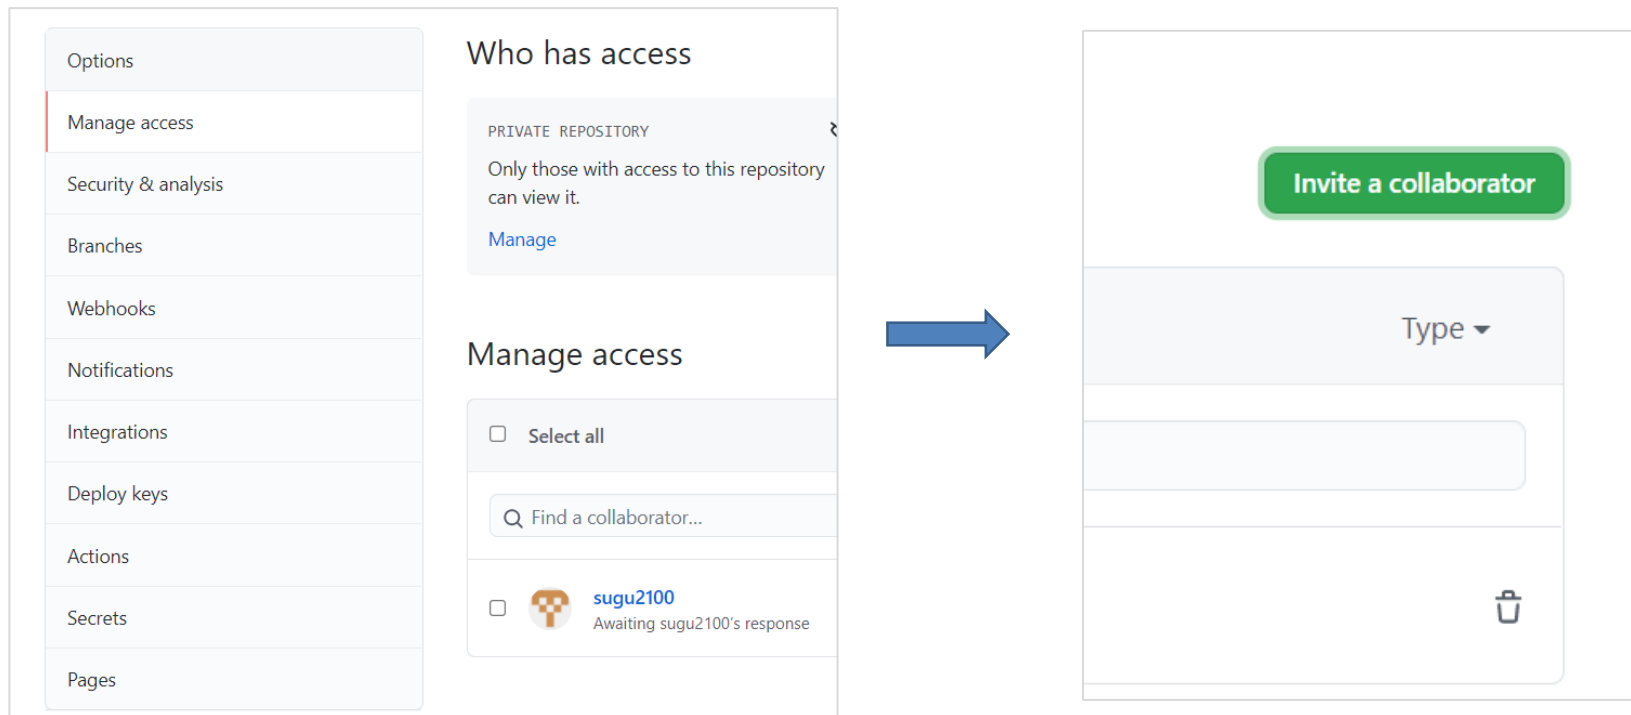 Options
Manage access
Security & analysis
Branches
Webhooks
Notifications
Integrations
Deploy keys
Actions
Secrets
Pages
Who has access
PRIVATE REPOSITORY
Only those with access to this repository
can view it.
Manage
Manage access
Select all
Find a collaborator...
sugu2100
Awaiting sugu2100's response
Invite a collaborator
Type